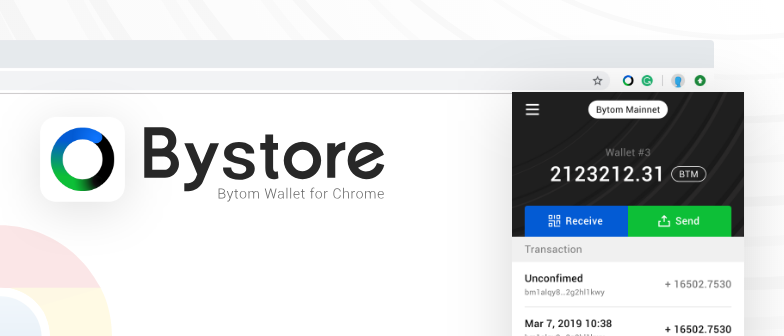 Bystore
Bytom Wallet for Chrome
Bytom Mainnet
Wallet #3
2123212.31 BTM
Receive Send
Transaction
Unconfimed + 16502.7530
bm1alqy8..2g2hl1kwy
Mar 7, 2019 10:38 + 16502.7530